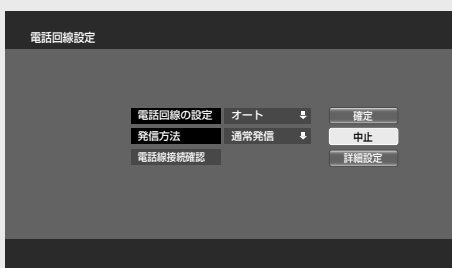 電話回線設定
電話回線の設定 オート 確定
発信方法 通常発信 中止
電話線接続確認 詳細設定